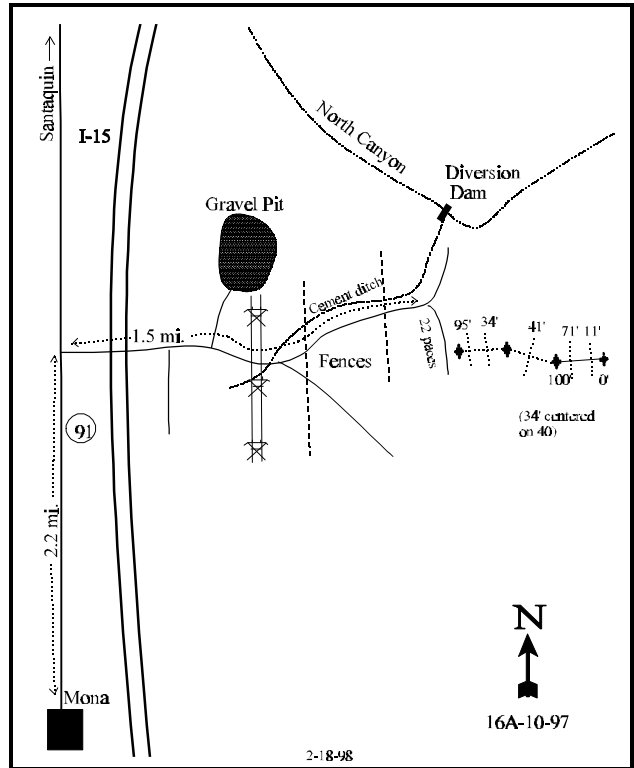 Santaquin
I-15
North Canyon
Diversion
Dam
Gravel Pit
Cement ditch
1.5 mi.
22 paces
95'
34'
41'
71'
11'
Fences
100'
0'
(34' centered
on 40)
91
2.2 mi.
N
Mona
16A-10-97
2-18-98